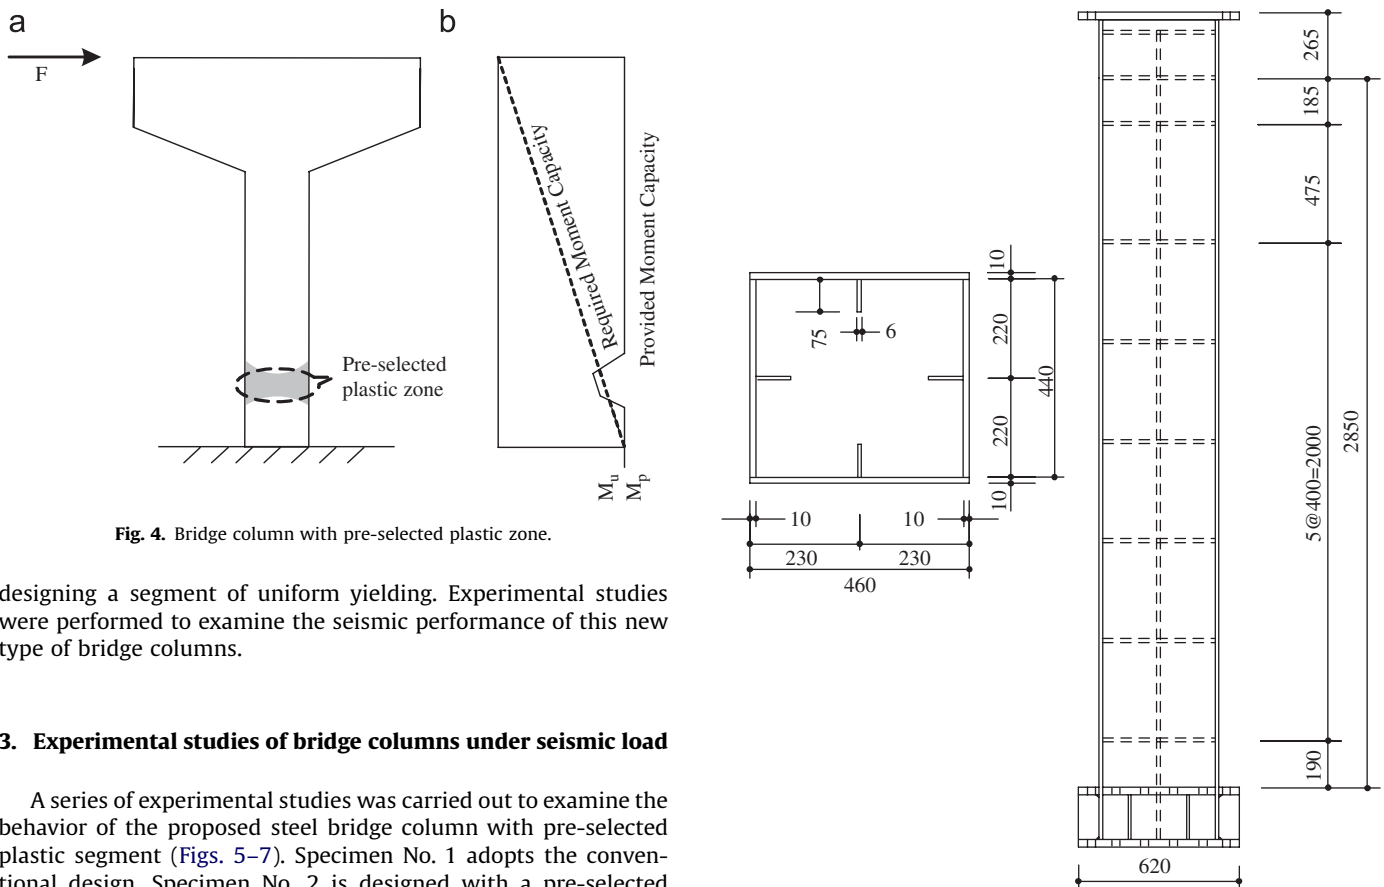 a
F
Pre-selected
plastic zone
b
Required Moment Capacity
Provided Moment Capacity
Mu
Mp
Fig. 4. Bridge column with pre-selected plastic zone.
designing a segment of uniform yielding. Experimental studies
were performed to examine the seismic performance of this new
type of bridge columns.
3. Experimental studies of bridge columns under seismic load
A series of experimental studies was carried out to examine the
behavior of the proposed steel bridge column with pre-selected
plastic segment (Figs. 5–7). Specimen No. 1 adopts the conven-
tional design. Specimen No. 2 is designed with a pre-selected
75
6
10
220
440
220
10
10
10
230
230
460
265
185
475
5@400=2000
2850
190
620